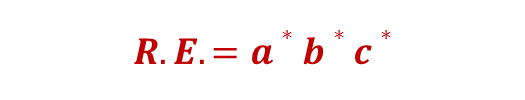 R. E. = a * b * c *